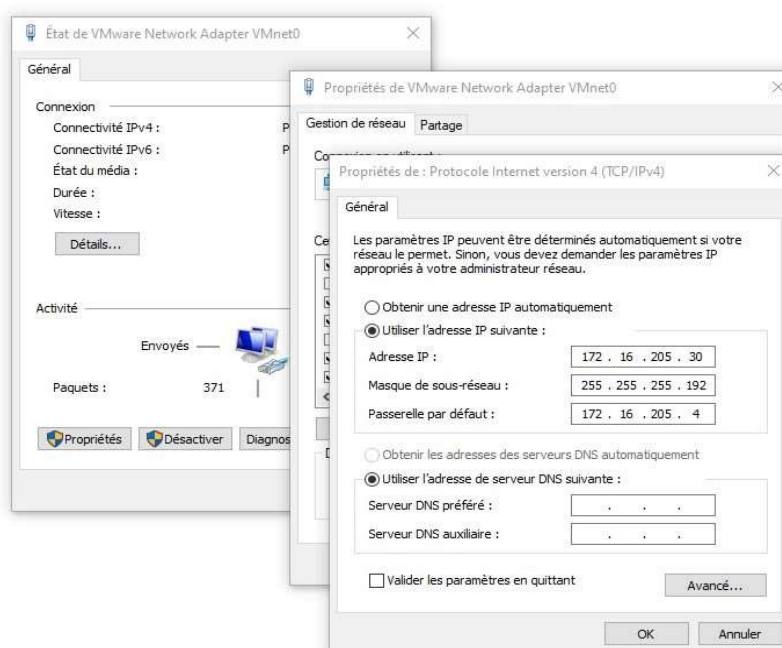 État de VMware Network Adapter VMnet0
Général
Connexion
Connectivité IPv4 :
P
Connectivité IPv6 :
P
État du média :
Durée :
Vitesse :
Détails...
Activité
Envoyés
Paquets :
371
Propriétés
Désactiver
Diagnos
Propriétés de VMware Network Adapter VMnet0
Gestion de réseau
Partage
Ce
Propriétés de : Protocole Internet version 4 (TCP/IPv4)
Général
Les paramètres IP peuvent être déterminés automatiquement si votre
réseau le permet. Sinon, vous devez demander les paramètres IP
appropriés à votre administrateur réseau.
Obtenir une adresse IP automatiquement
Utiliser l'adresse IP suivante :
Adresse IP :
172 . 16 . 205 . 30
Masque de sous-réseau :
255 . 255 . 255 . 192
Passerelle par défaut :
172 . 16 . 205 . 4
Obtenir les adresses des serveurs DNS automatiquement
Utiliser l'adresse de serveur DNS suivante :
Serveur DNS préféré :
. . .
Serveur DNS auxiliaire :
. . .
Valider les paramètres en quittant
Avancé...
OK
Annuler